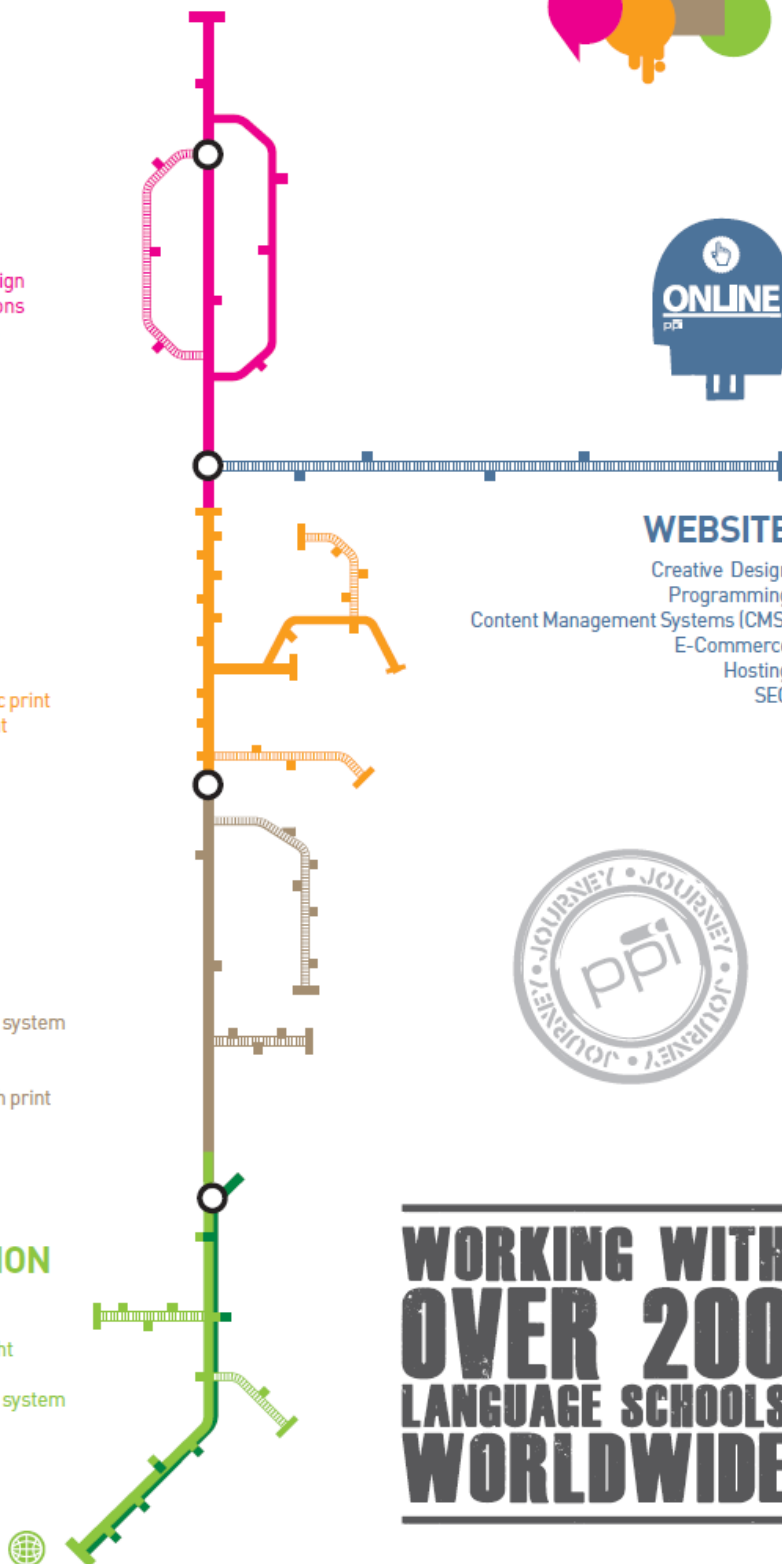 ign
ons
ONLINE
ppi
WEBSITE
Creative Design
Programming
Content Management Systems (CMS
E-Commerce
Hosting
SEO
c print
t
JOURNEY • JOURNEY • JOURNEY • JOURNEY •
ppi
system
n print
ION
nt
system
WORKING WITH
OVER 200
LANGUAGE SCHOOLS
WORLDWIDE